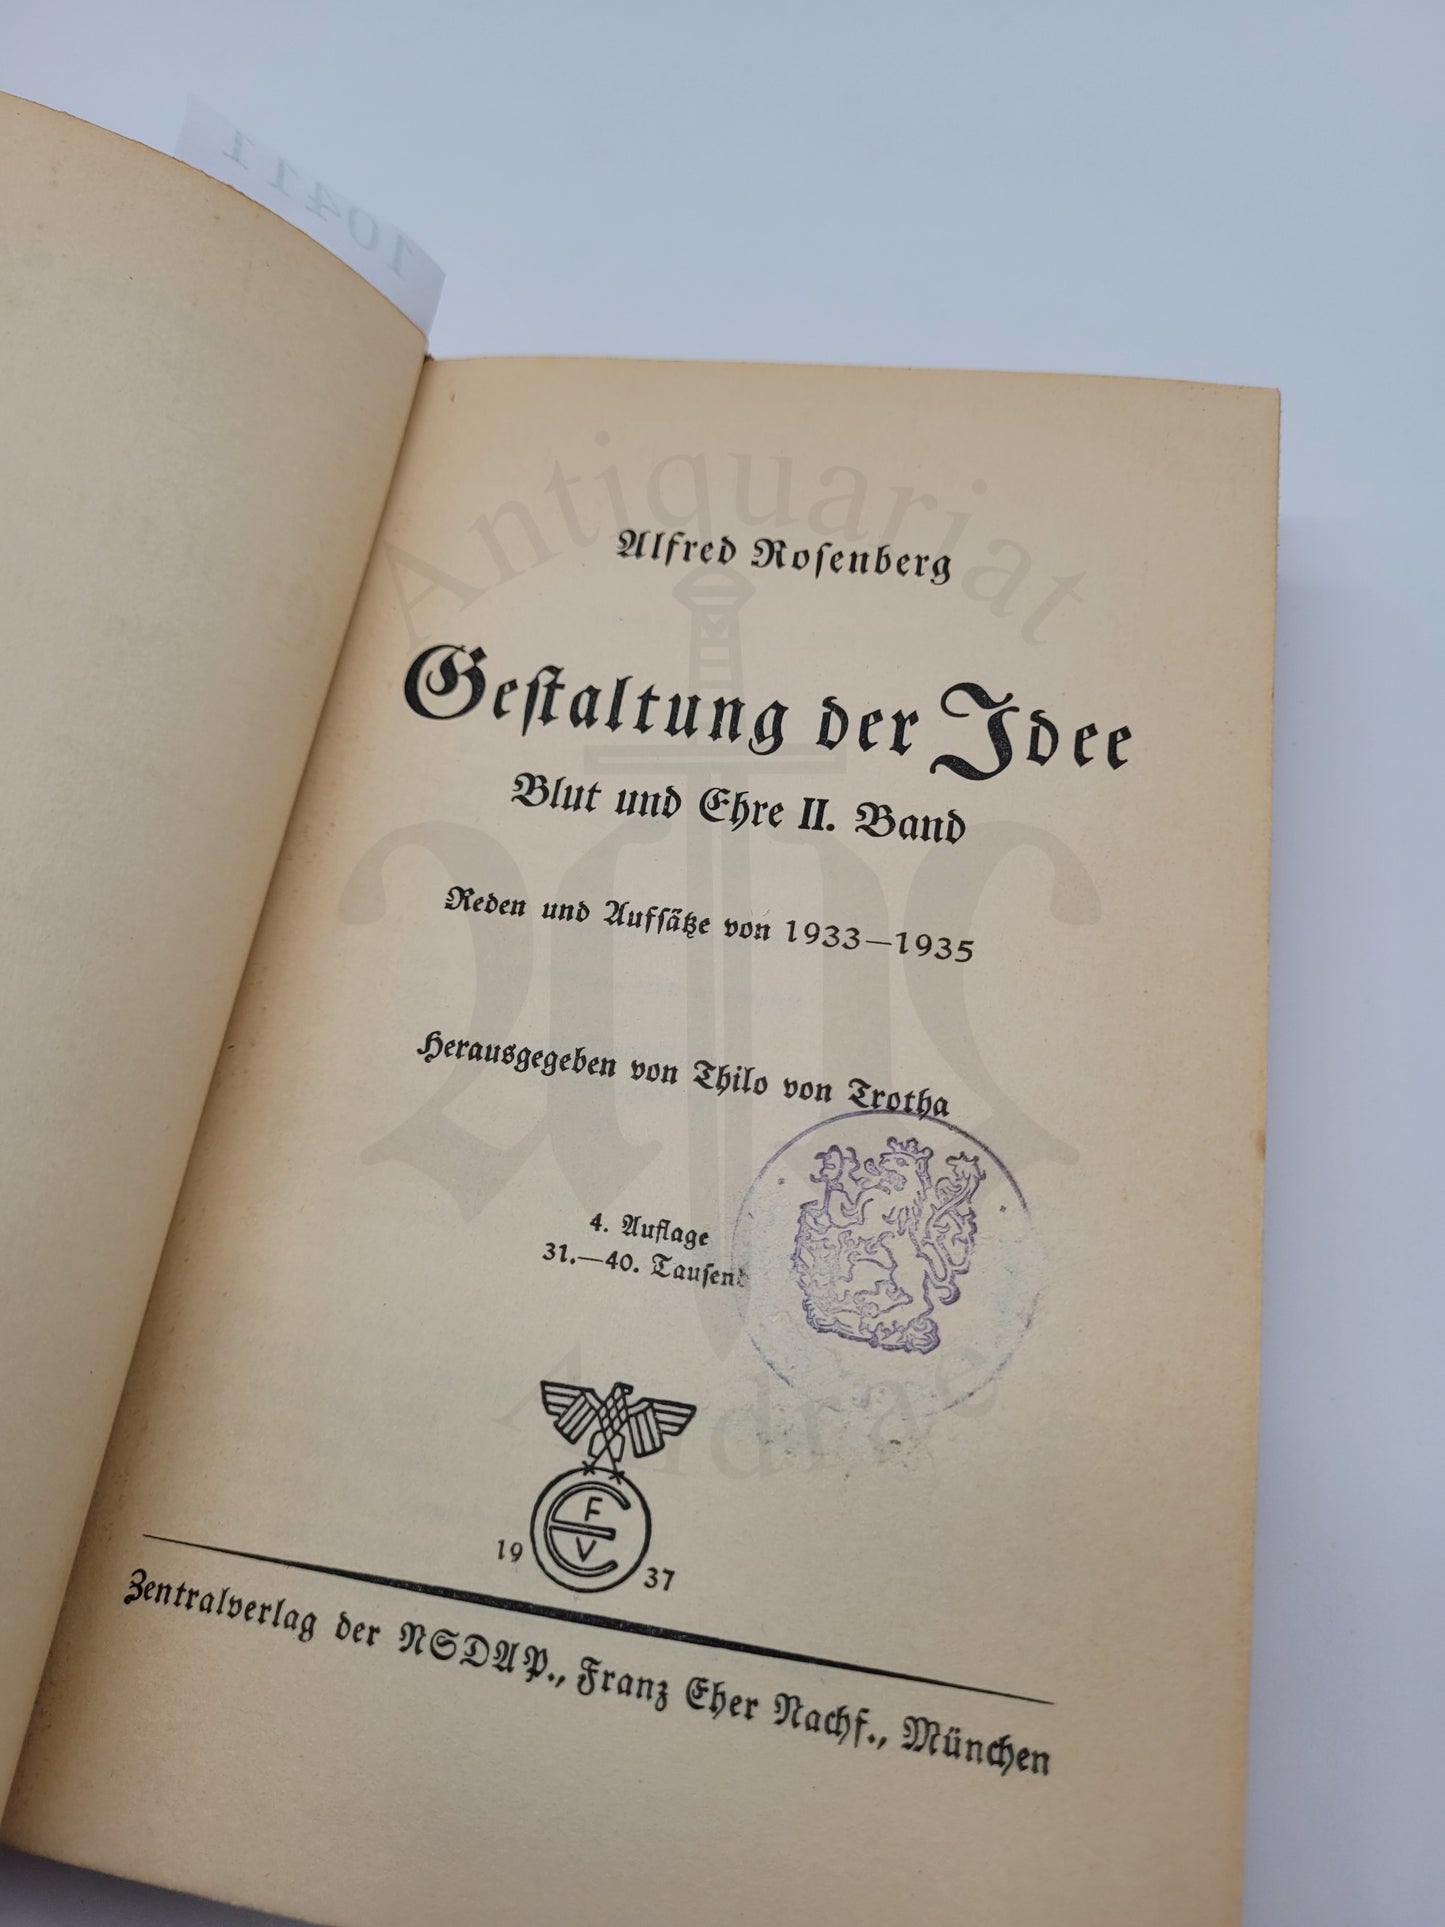 10411
Alfred Rosenberg
Gestaltung der Idee
Blut und Ehre II. Band
Reden und Aufsätze von 1933—1935
Herausgegeben von Thilo von Trotha
4. Auflage
31.—40. Tausend
F
E
V
19 37
Zentralverlag der NSDAP., Franz Eher Nachf., München
Antiquariat
Andrae